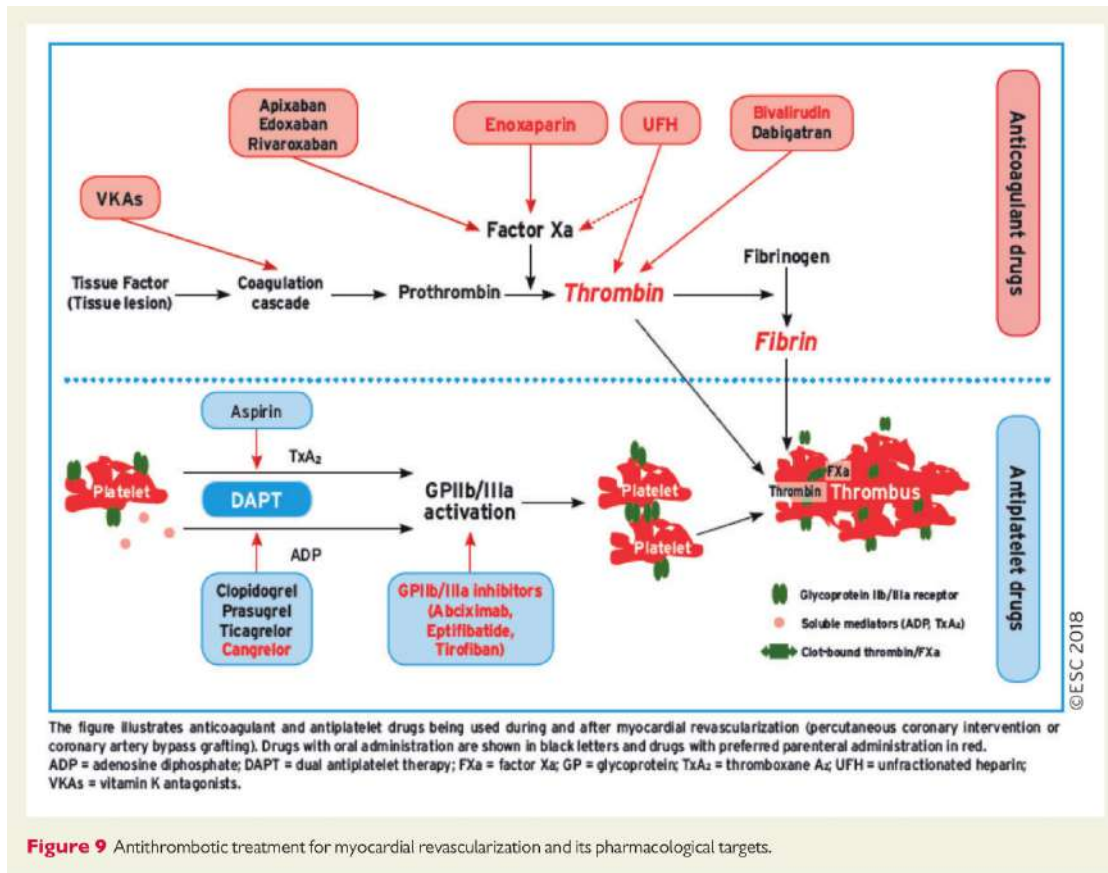 Apixaban
Edoxaban
Rivaroxaban
Enoxaparin
UFH
Bivalirudin
Dabigatran
Anticoagulant drugs
VKAs
Factor Xa
Tissue Factor
(Tissue lesion)
Coagulation
cascade
Prothrombin
Thrombin
Fibrinogen
Fibrin
Aspirin
TxA₂
Platelet
DAPT
GPIIb/IIIa
activation
ADP
Clopidogrel
Prasugrel
Ticagrelor
Cangrelor
GPIIb/IIIa inhibitors
(Abciximab,
Eptifibatide,
Tirofiban)
Platelet
Platelet
FXa
Thrombin
Thrombus
Glycoprotein IIb/IIIa receptor
Soluble mediators (ADP, TxA₂)
Clot-bound thrombin/FXa
Antiplatelet drugs
©ESC 2018
The figure illustrates anticoagulant and antiplatelet drugs being used during and after myocardial revascularization (percutaneous coronary intervention or
coronary artery bypass grafting). Drugs with oral administration are shown in black letters and drugs with preferred parenteral administration in red.
ADP = adenosine diphosphate; DAPT = dual antiplatelet therapy; FXa = factor Xa; GP = glycoprotein; TxA₂ = thromboxane A₂; UFH = unfractionated heparin;
VKAs = vitamin K antagonists.
Figure 9 Antithrombotic treatment for myocardial revascularization and its pharmacological targets.